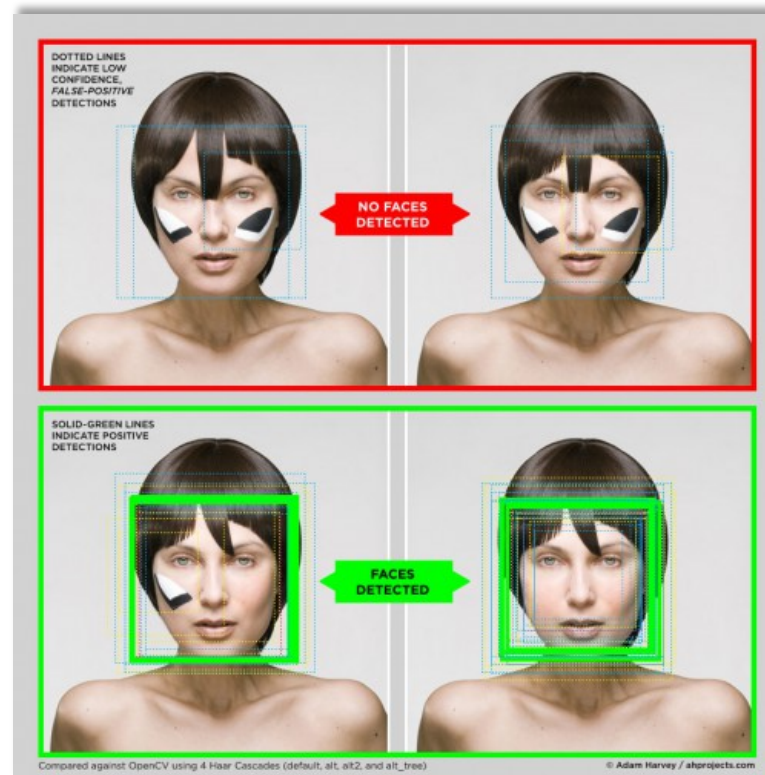 DOTTED LINES
INDICATE LOW
CONFIDENCE,
FALSE-POSITIVE
DETECTIONS
NO FACES
DETECTED
SOLID-GREEN LINES
INDICATE POSITIVE
DETECTIONS
FACES
DETECTED
Compared against OpenCV using 4 Haar Cascades (default, alt, alt2, and alt_tree)
© Adam Harvey / ahprojects.com